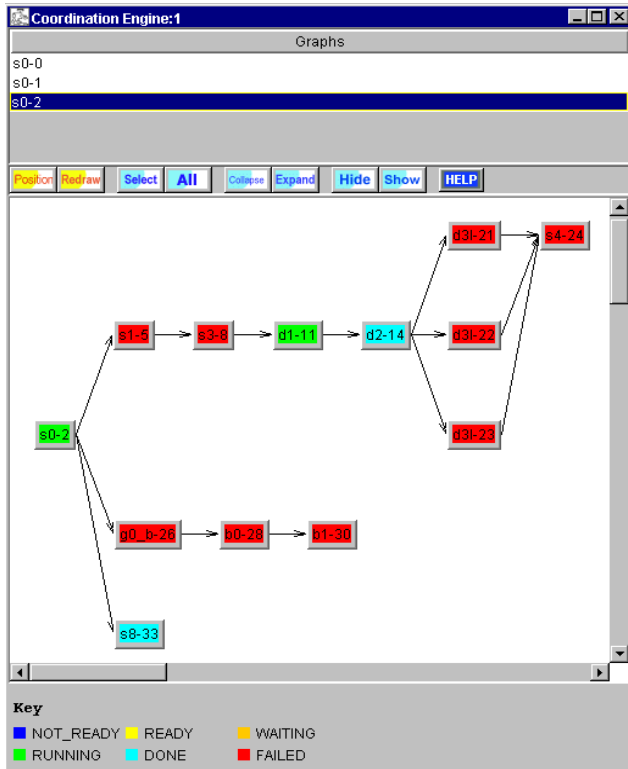 Coordination Engine:1
Graphs
s0-0
s0-1
s0-2
Position Redraw Select All Collapse Expand Hide Show HELP
d3l-21 s4-24
s1-5 s3-8 d1-11 d2-14 d3l-22
s0-2 d3l-23
g0_b-26 b0-28 b1-30
s8-33
Key
NOT_READY READY WAITING
RUNNING DONE FAILED